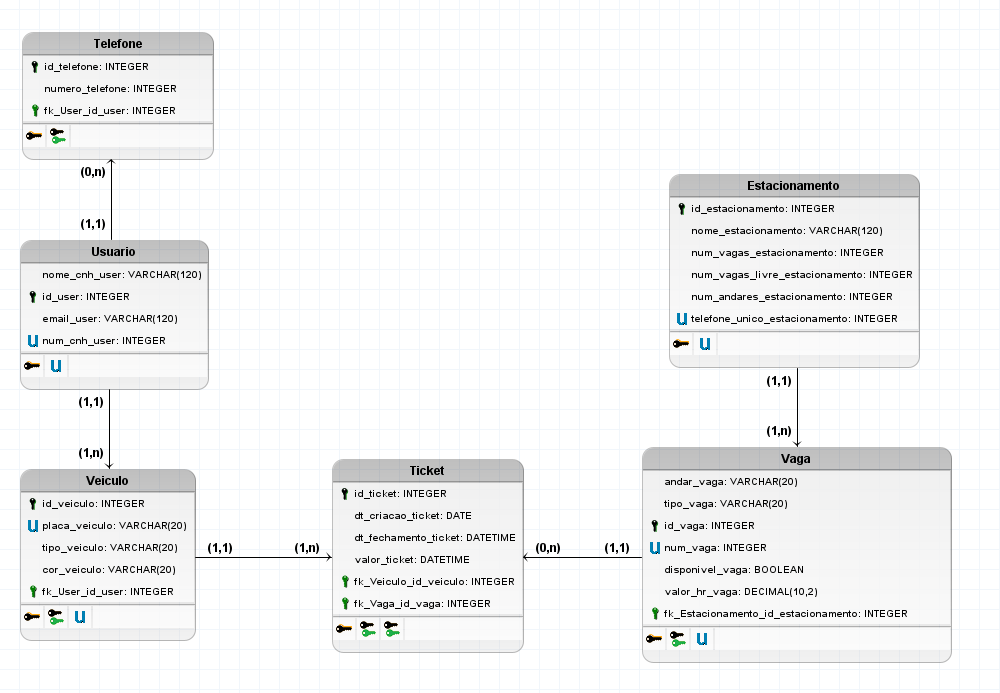 Telefone
id_telefone: INTEGER
numero_telefone: INTEGER
fk_User_id_user: INTEGER
(0,n)
(1,1)
Usuario
nome_cnh_user: VARCHAR(120)
id_user: INTEGER
email_user: VARCHAR(120)
U num_cnh_user: INTEGER
U
(1,1)
(1,n)
Veiculo
id_veiculo: INTEGER
U placa_veiculo: VARCHAR(20)
tipo_veiculo: VARCHAR(20)
cor_veiculo: VARCHAR(20)
fk_User_id_user: INTEGER
U
(1,1)
(1,n)
Ticket
id_ticket: INTEGER
dt_criacao_ticket: DATE
dt_fechamento_ticket: DATETIME
valor_ticket: DATETIME
fk_Veiculo_id_veiculo: INTEGER
fk_Vaga_id_vaga: INTEGER
(0,n)
(1,1)
Estacionamento
id_estacionamento: INTEGER
nome_estacionamento: VARCHAR(120)
num_vagas_estacionamento: INTEGER
num_vagas_livre_estacionamento: INTEGER
num_andares_estacionamento: INTEGER
U telefone_unico_estacionamento: INTEGER
U
(1,1)
(1,n)
Vaga
andar_vaga: VARCHAR(20)
tipo_vaga: VARCHAR(20)
id_vaga: INTEGER
U num_vaga: INTEGER
disponivel_vaga: BOOLEAN
valor_hr_vaga: DECIMAL(10,2)
fk_Estacionamento_id_estacionamento: INTEGER
U